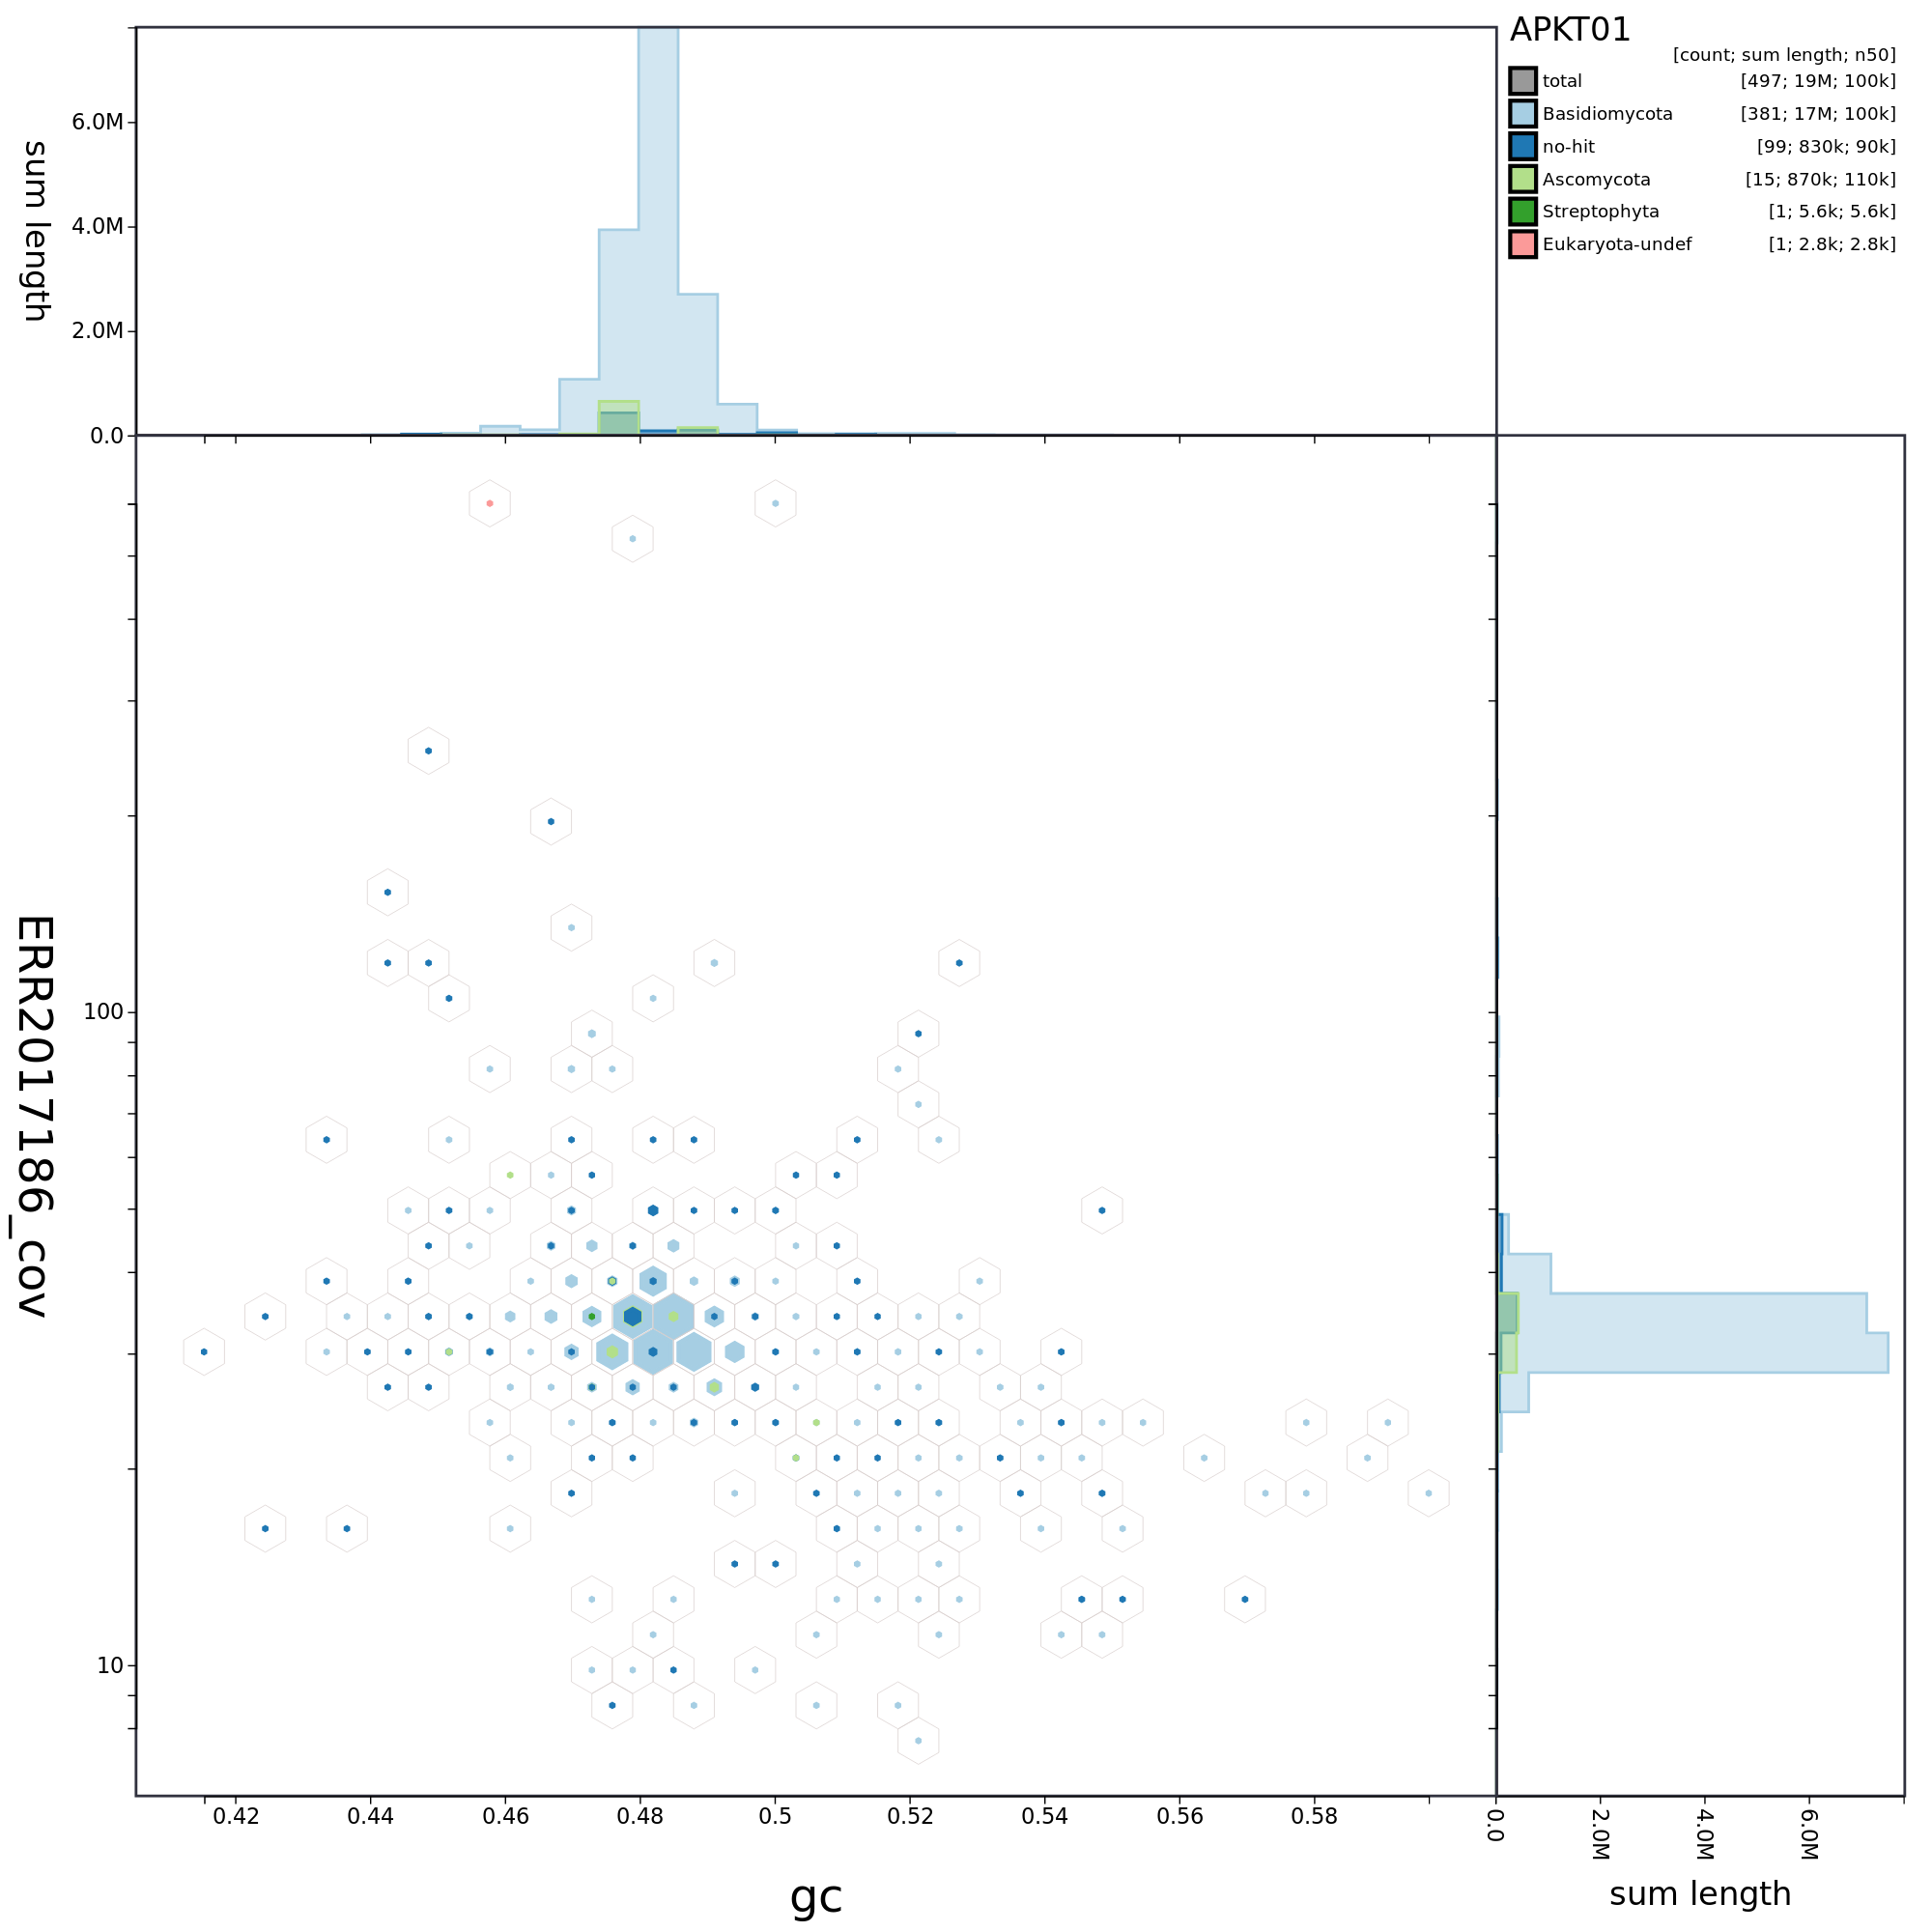 APKT01
[count; sum length; n50]
total [497; 19M; 100k]
Basidiomycota [381; 17M; 100k]
no-hit [99; 830k; 90k]
Ascomycota [15; 870k; 110k]
Streptophyta [1; 5.6k; 5.6k]
Eukaryota-undef [1; 2.8k; 2.8k]
sum length
6.0M
4.0M
2.0M
0.0
ERR2017186_cov
100
10
0.42 0.44 0.46 0.48 0.5 0.52 0.54 0.56 0.58
gc
0.0 2.0M 4.0M 6.0M
sum length